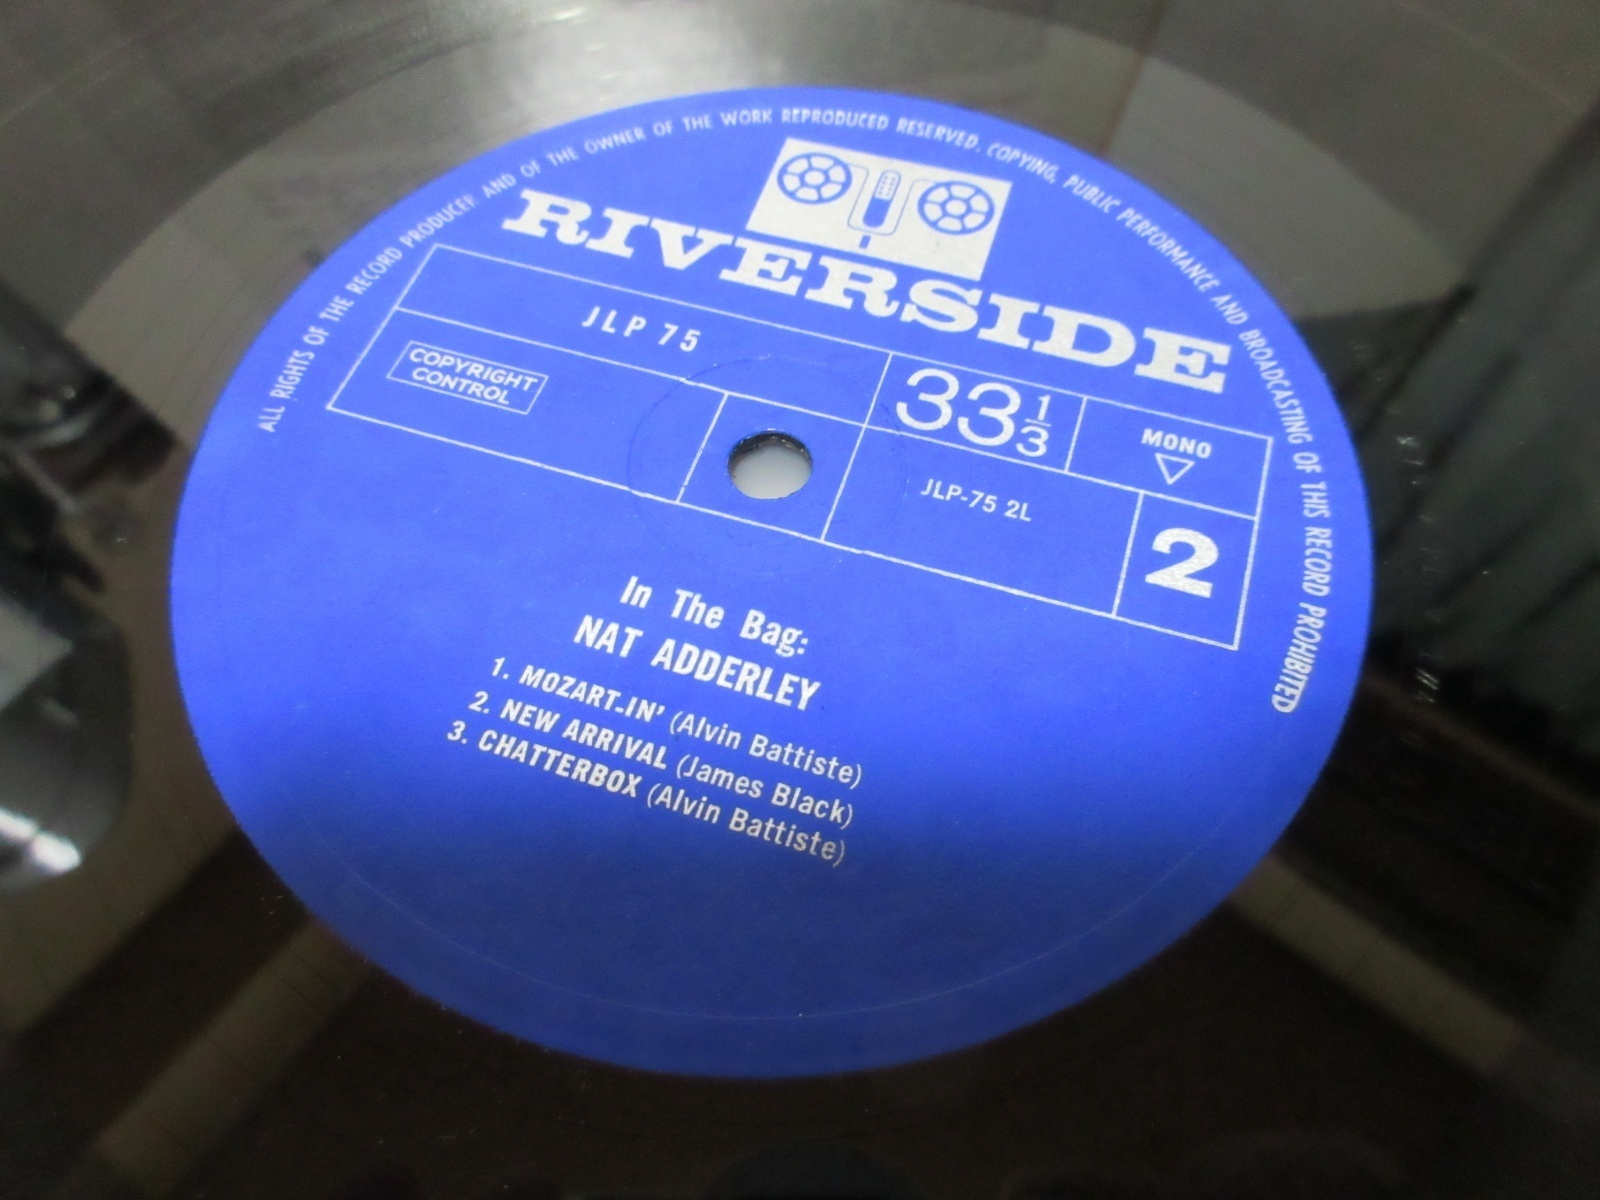 ALL RIGHTS OF THE RECORD PRODUCER AND OF THE OWNER OF THE WORK REPRODUCED RESERVED. COPYING, PUBLIC PERFORMANCE AND BROADCASTING OF THIS RECORD PROHIBITED
RIVERSIDE
JLP 75
33 1/3
MONO
COPYRIGHT
CONTROL
JLP-75 2L
2
In The Bag:
NAT ADDERLEY
1. MOZART-IN' (Alvin Battiste)
2. NEW ARRIVAL (James Black)
3. CHATTERBOX (Alvin Battiste)